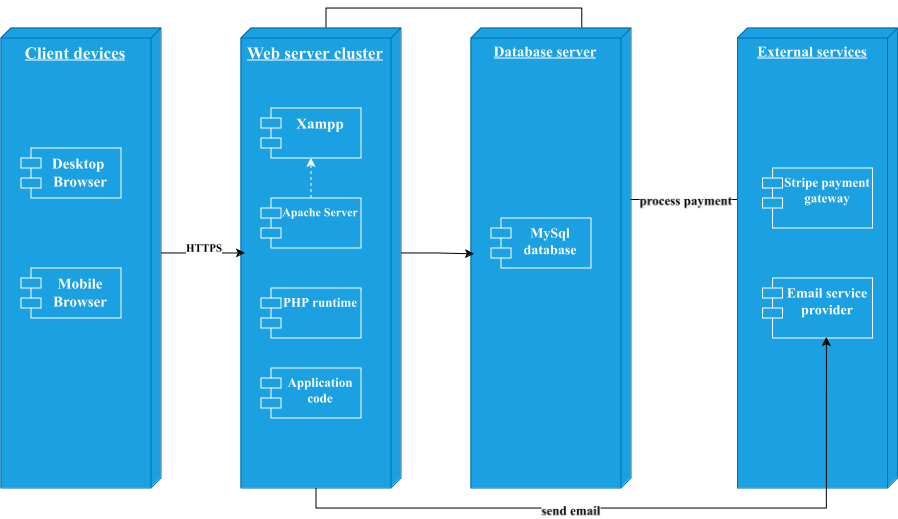 Client devices
Desktop
Browser
Mobile
Browser
HTTPS
Web server cluster
Xampp
Apache Server
PHP runtime
Application
code
Database server
MySql
database
process payment
External services
Stripe payment
gateway
Email service
provider
send email